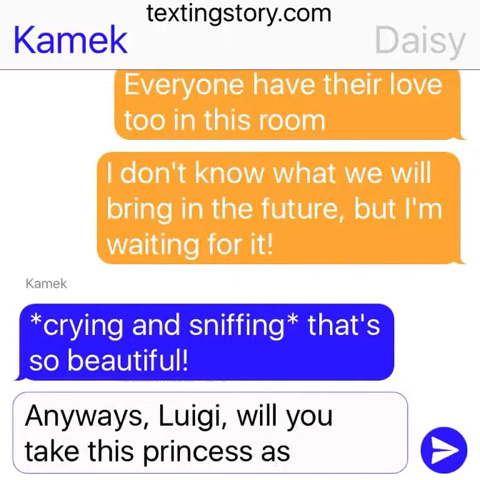 textingstory.com
Kamek Daisy
Everyone have their love
too in this room
I don't know what we will
bring in the future, but I'm
waiting for it!
Kamek
*crying and sniffing* that's
so beautiful!
Anyways, Luigi, will you
take this princess as